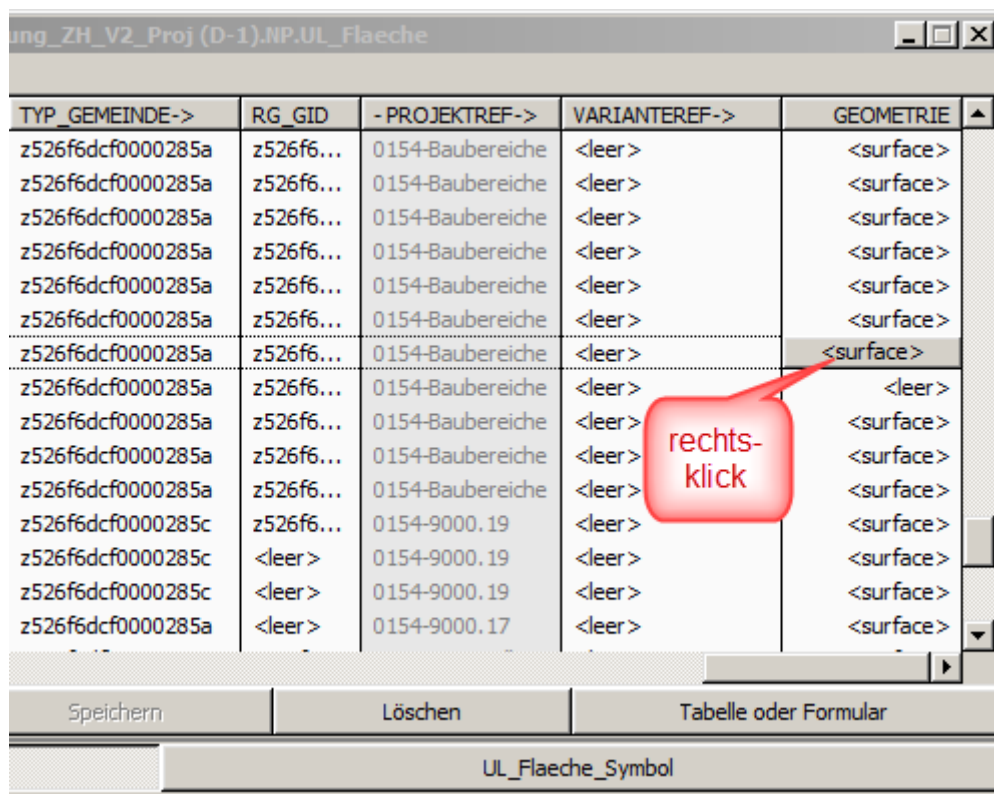 ung_ZH_V2_Proj (D-1).NP.UL_Flaeche
TYP_GEMEINDE-> RG_GID -PROJEKTREF-> VARIANTEREF-> GEOMETRIE
z526f6dcf0000285a z526f6... 0154-Baubereiche <leer> <surface>
z526f6dcf0000285a z526f6... 0154-Baubereiche <leer> <surface>
z526f6dcf0000285a z526f6... 0154-Baubereiche <leer> <surface>
z526f6dcf0000285a z526f6... 0154-Baubereiche <leer> <surface>
z526f6dcf0000285a z526f6... 0154-Baubereiche <leer> <surface>
z526f6dcf0000285a z526f6... 0154-Baubereiche <leer> <surface>
z526f6dcf0000285a z526f6... 0154-Baubereiche <leer> <surface>
z526f6dcf0000285a z526f6... 0154-Baubereiche <leer> <leer>
z526f6dcf0000285a z526f6... 0154-Baubereiche <leer> <surface>
z526f6dcf0000285a z526f6... 0154-Baubereiche <leer> <surface>
z526f6dcf0000285a z526f6... 0154-Baubereiche <leer> <surface>
z526f6dcf0000285c z526f6... 0154-9000.19 <leer> <surface>
z526f6dcf0000285c <leer> 0154-9000.19 <leer> <surface>
z526f6dcf0000285c <leer> 0154-9000.19 <leer> <surface>
z526f6dcf0000285a <leer> 0154-9000.17 <leer> <surface>
rechts-
klick
Speichern Löschen Tabelle oder Formular
UL_Flaeche_Symbol